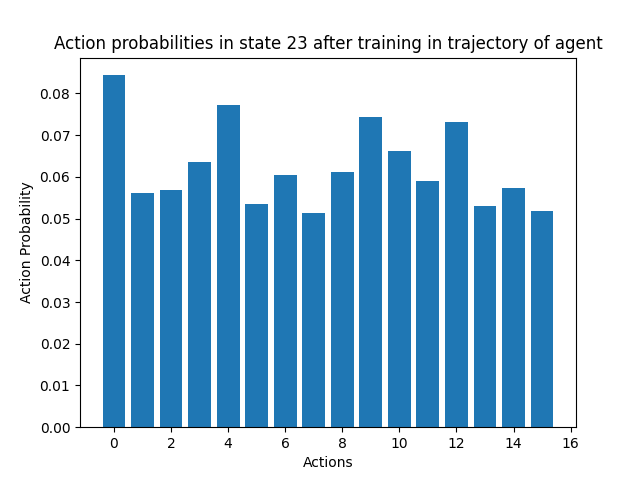 Action probabilities in state 23 after training in trajectory of agent
0.08
0.07
0.06
0.05
0.04
0.03
0.02
0.01
0.00
Action Probability
0 2 4 6 8 10 12 14 16
Actions